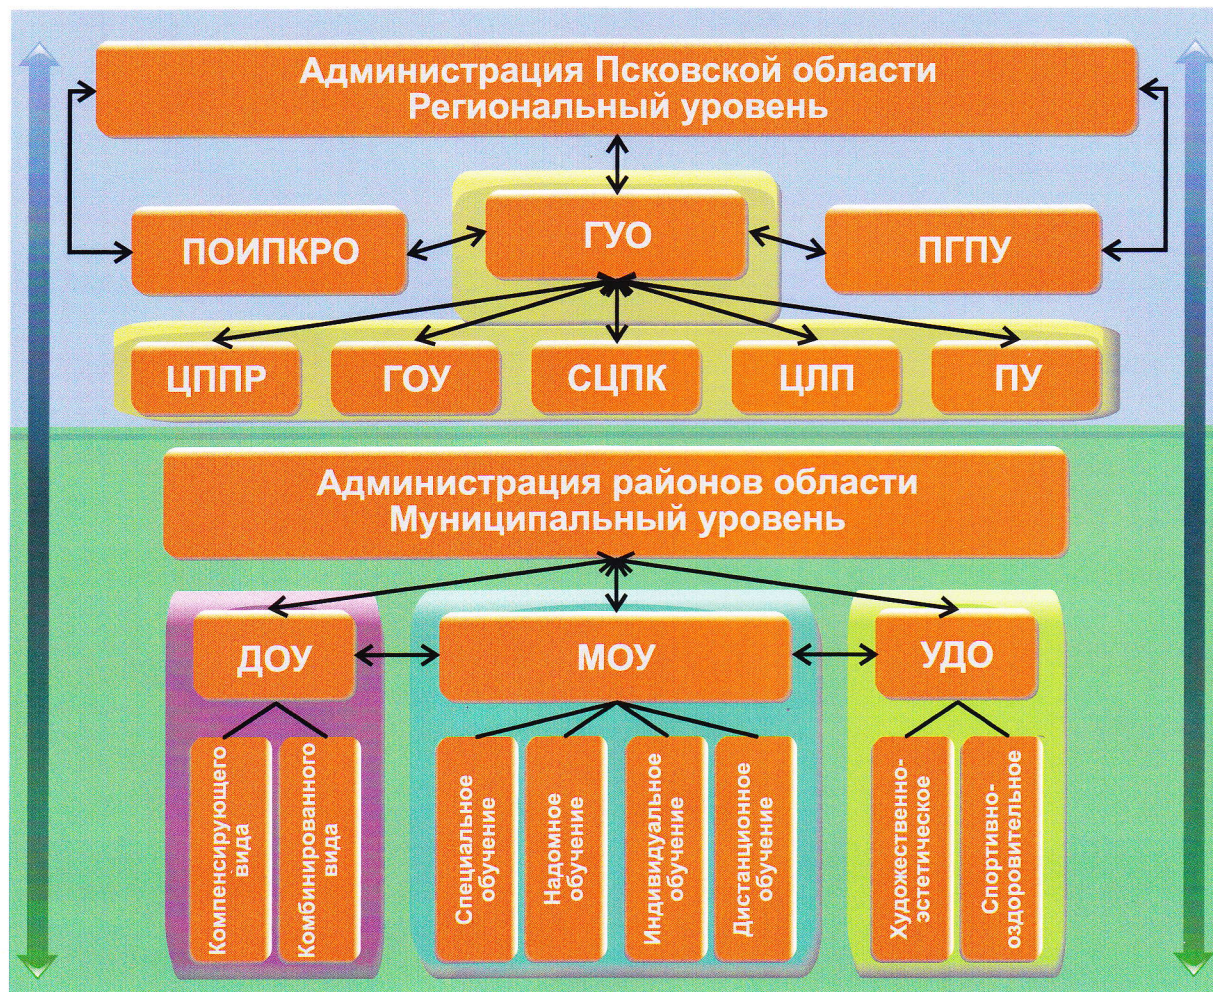 Администрация Псковской области
Региональный уровень
ПОИПКРО
ГУО
ПГПУ
ЦППР
ГОУ
СЦПК
ЦЛП
ПУ
Администрация районов области
Муниципальный уровень
ДОУ
МОУ
УДО
Компенсирующего
вида
Комбинированного
вида
Специальное
обучение
Надомное
обучение
Индивидуальное
обучение
Дистанционное
обучение
Художественно-
эстетическое
Спортивно-
оздоровительное